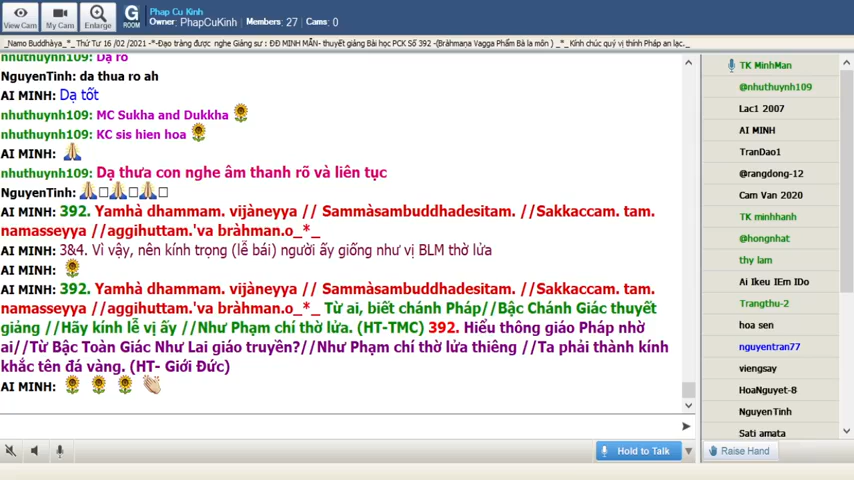 View Cam
My Cam
Enlarge
G
ROOM
Phap Cu Kinh
Owner: PhapCuKinh Members: 27 Cams: 0
_Namo Buddhàya_*_ Thứ Tư 16 /02 /2021 -*-Đạo tràng được nghe Giảng sư : ĐĐ MINH MẪN- thuyết giảng Bài học PCK Số 392 -(Bràhmaṇa Vagga Phẩm Bà la môn ) _*_ Kính chúc quý vị thính Pháp an lạc._
nhuthuynh109: Dạ rõ
NguyenTinh: da thua ro ah
AI MINH: Dạ tốt
nhuthuynh109: MC Sukha and Dukkha
nhuthuynh109: KC sis hien hoa
AI MINH:
nhuthuynh109: Dạ thưa con nghe âm thanh rõ và liên tục
NguyenTinh:
AI MINH: 392. Yamhà dhammam. vijàneyya // Sammàsambuddhadesitam. //Sakkaccam. tam.
namasseyya //aggihuttam.'va bràhman.o_*_
AI MINH: 3&4. Vì vậy, nên kính trọng (lễ bái) người ấy giống như vị BLM thờ lửa
AI MINH:
AI MINH: 392. Yamhà dhammam. vijàneyya // Sammàsambuddhadesitam. //Sakkaccam. tam.
namasseyya //aggihuttam.'va bràhman.o_*_ Từ ai, biết chánh Pháp//Bậc Chánh Giác thuyết
giảng //Hãy kính lễ vị ấy //Như Phạm chí thờ lửa. (HT-TMC) 392. Hiểu thông giáo Pháp nhờ
ai//Từ Bậc Toàn Giác Như Lai giáo truyền?//Như Phạm chí thờ lửa thiêng //Ta phải thành kính
khắc tên đá vàng. (HT- Giới Đức)
AI MINH:
Hold to Talk
TK MinhMan
@nhuthuynh109
Lac1 2007
AI MINH
TranDao1
@rangdong-12
Cam Van 2020
TK minhhanh
@hongnhat
thy lam
Ai Ikeu IEm IDo
Trangthu-2
hoa sen
nguyentran77
viengsay
HoaNguyet-8
NguyenTinh
Sati amata
Raise Hand